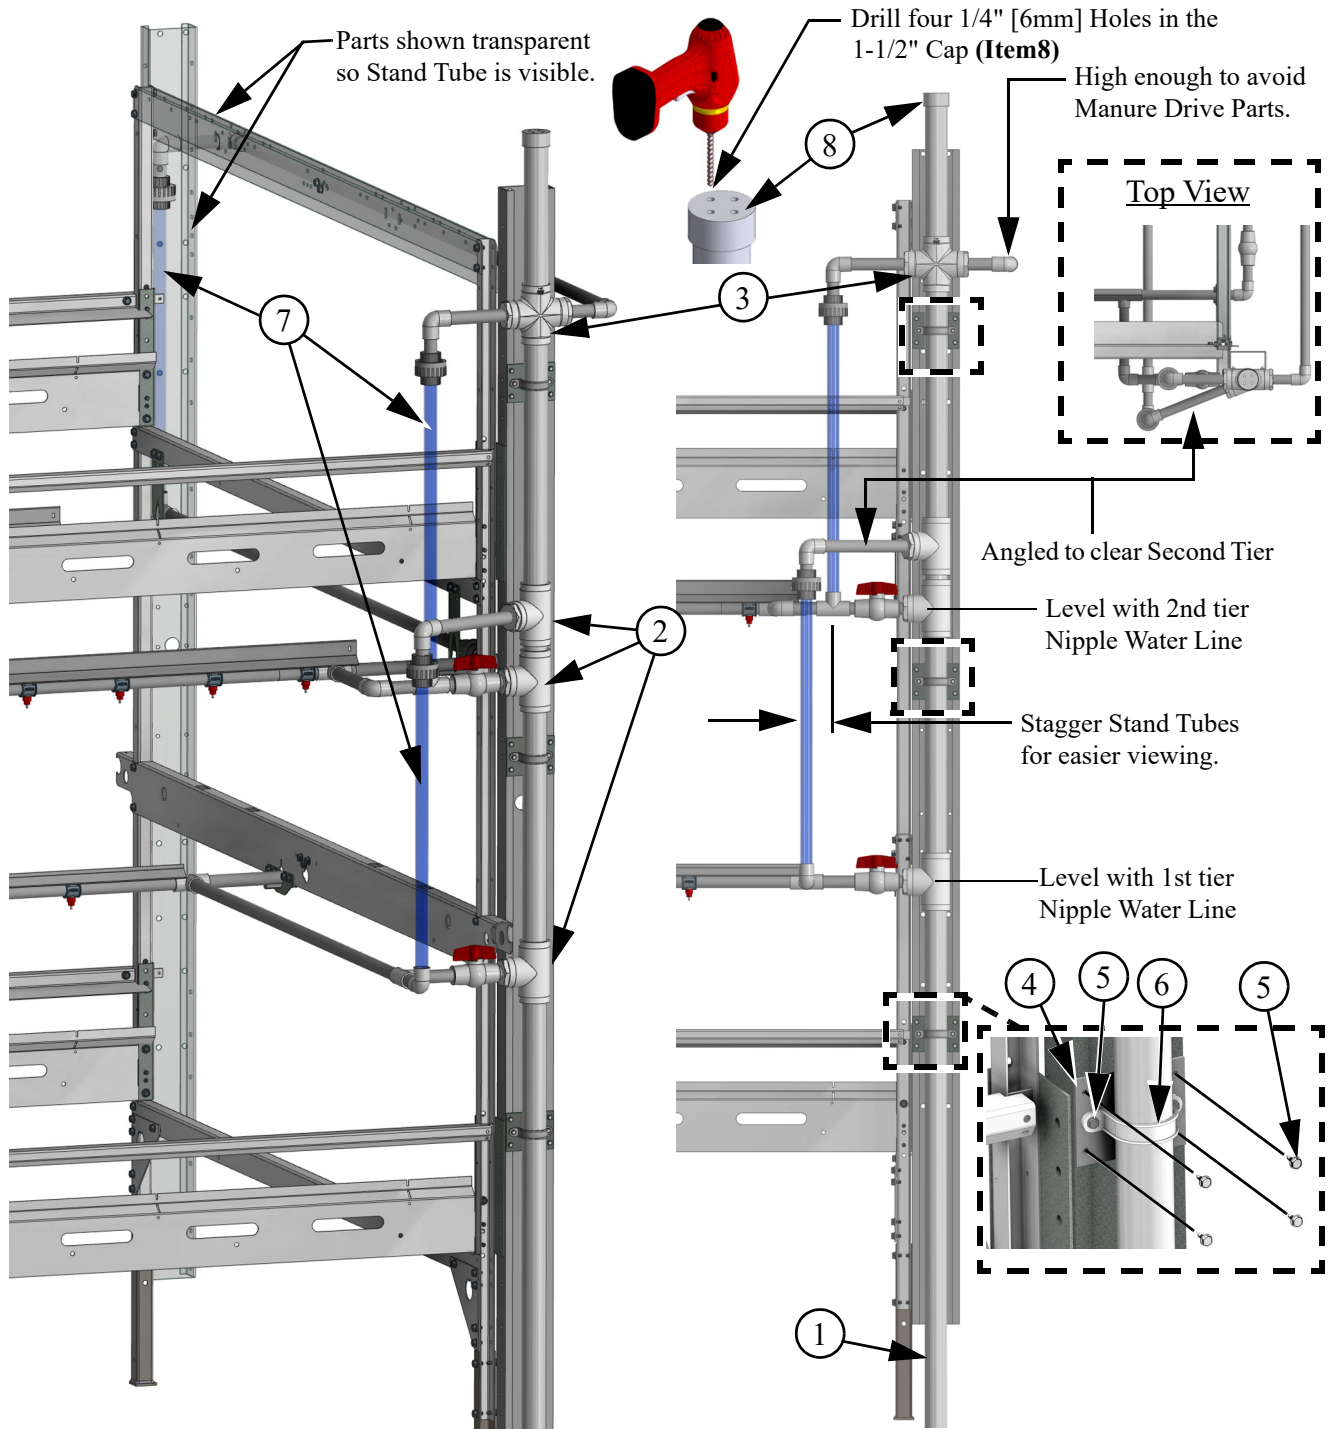 Parts shown transparent
so Stand Tube is visible.
Drill four 1/4" [6mm] Holes in the
1-1/2" Cap (Item8)
High enough to avoid
Manure Drive Parts.
8
Top View
3
7
Angled to clear Second Tier
2
Level with 2nd tier
Nipple Water Line
Stagger Stand Tubes
for easier viewing.
Level with 1st tier
Nipple Water Line
4
5
6
5
1